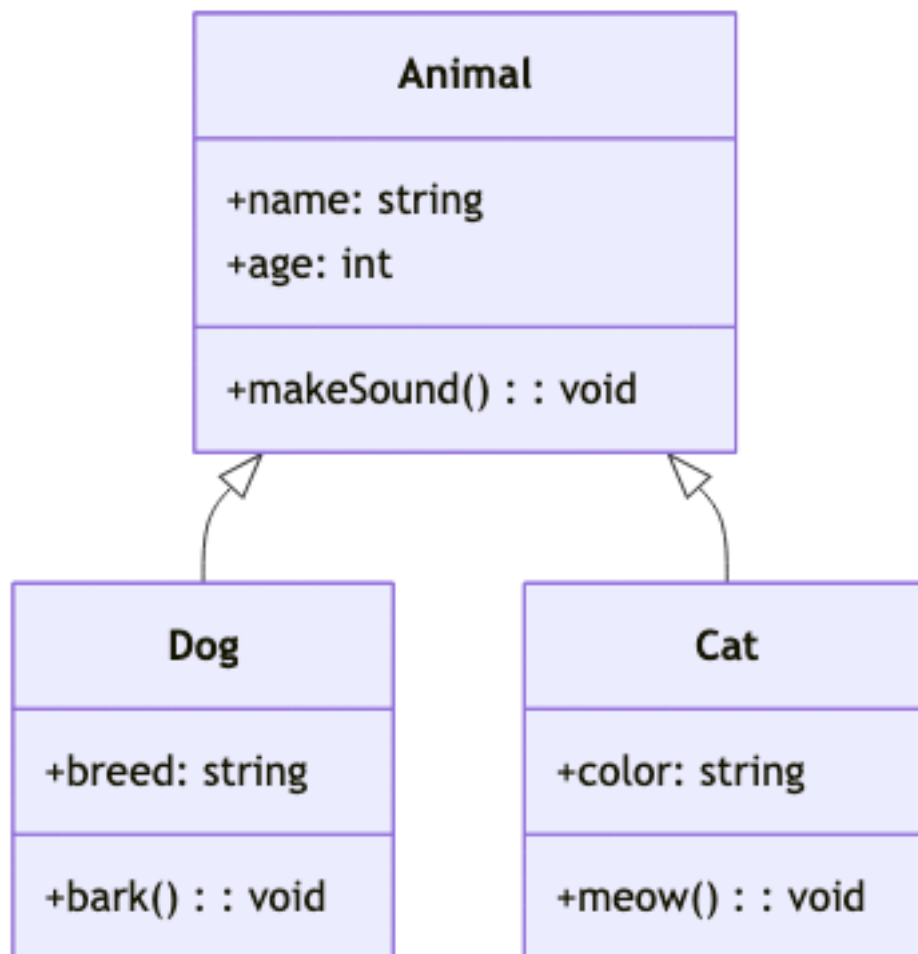 Animal
+name: string
+age: int
+makeSound() : : void
Dog
+breed: string
+bark() : : void
Cat
+color: string
+meow() : : void